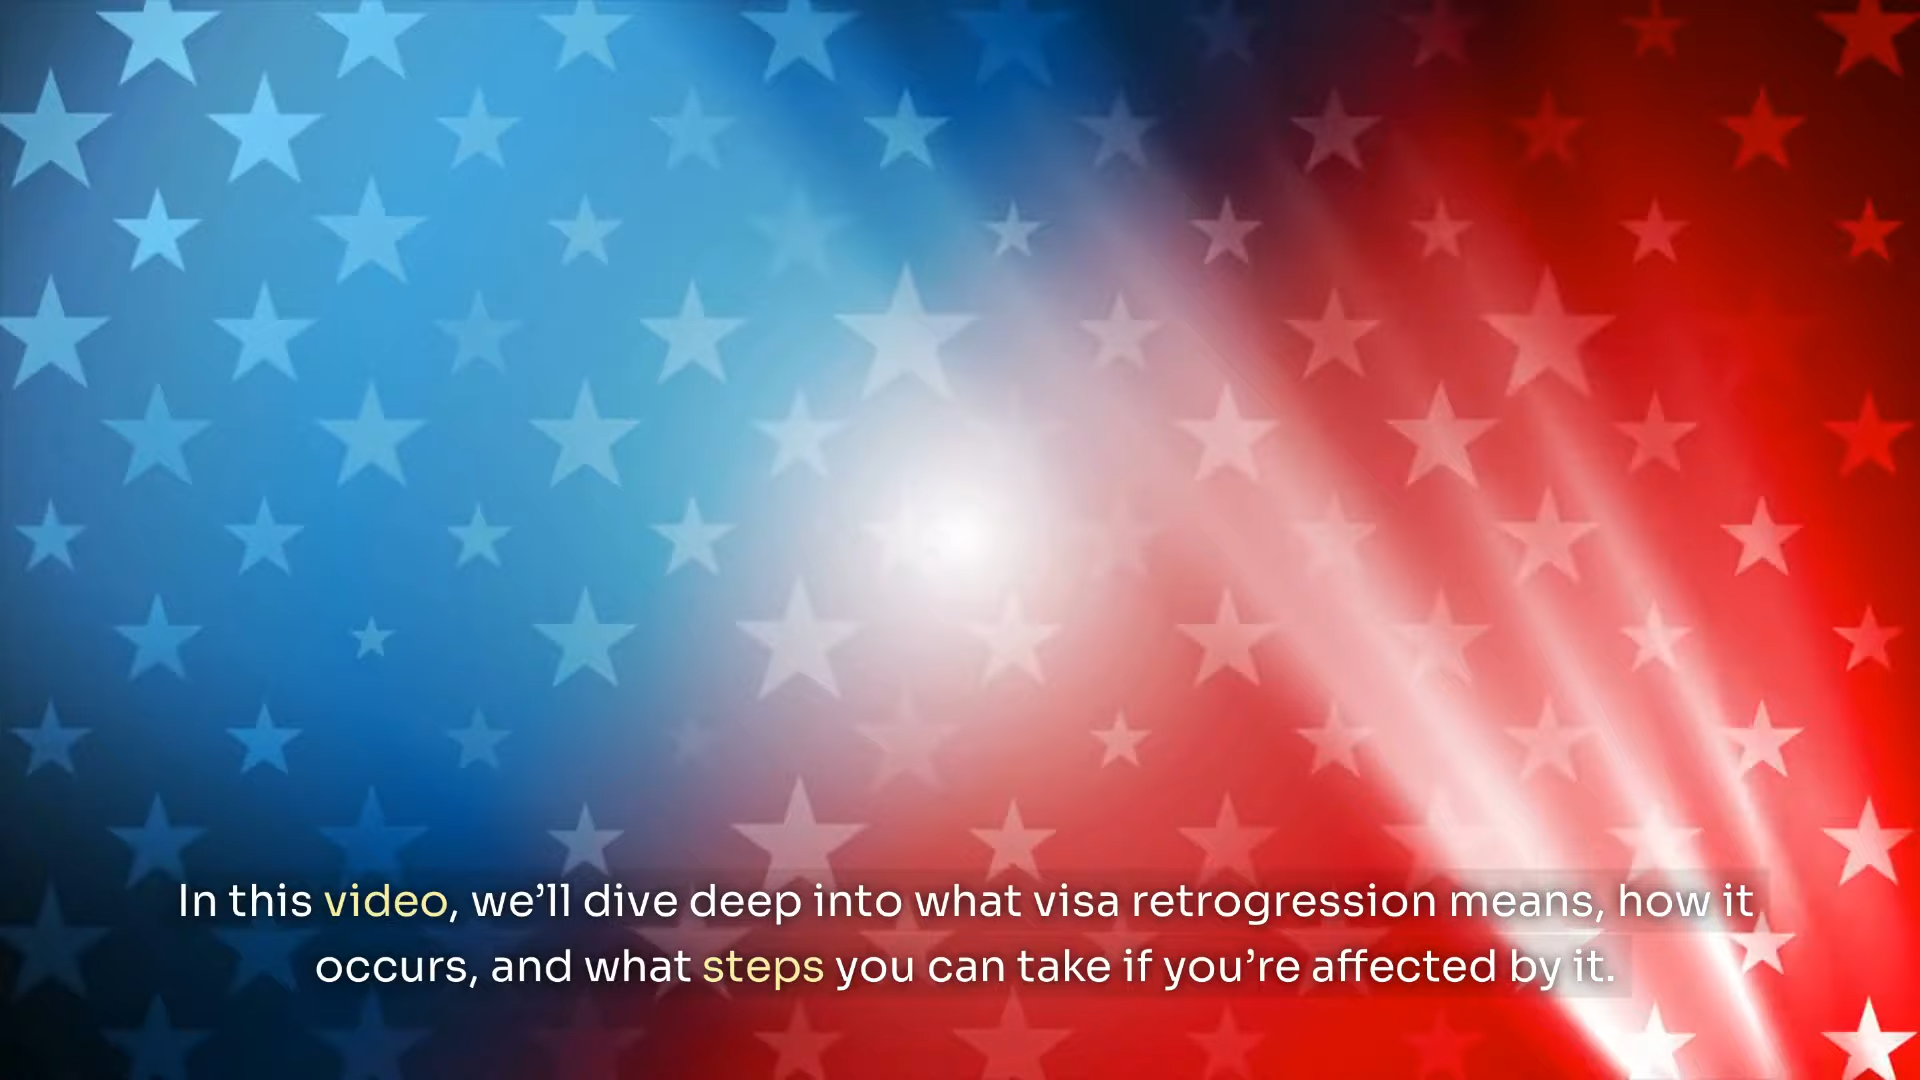 In this video, we’ll dive deep into what visa retrogression means, how it
occurs, and what steps you can take if you’re affected by it.